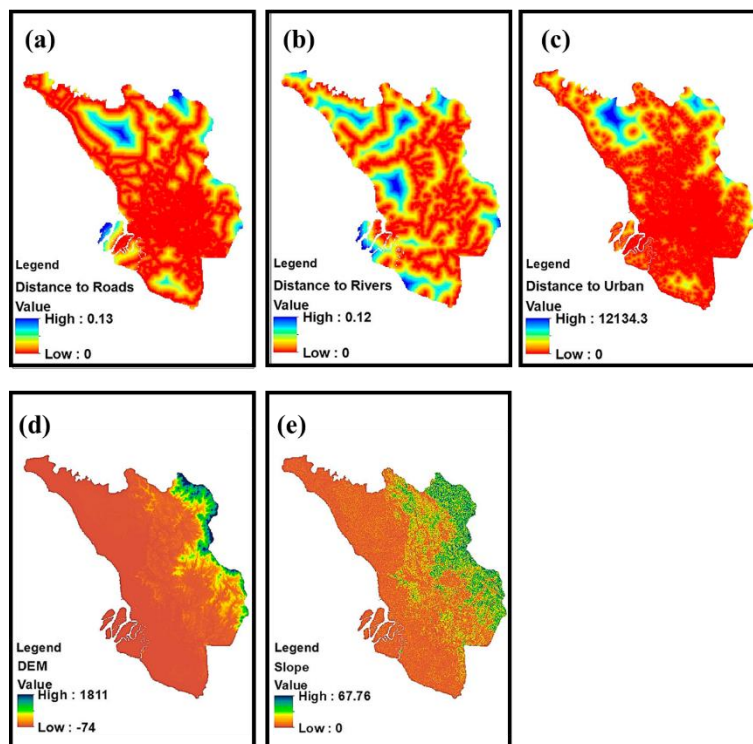 (a)
Legend
Distance to Roads
Value
High : 0.13
Low : 0
(b)
Legend
Distance to Rivers
Value
High : 0.12
Low : 0
(c)
Legend
Distance to Urban
Value
High : 12134.3
Low : 0
(d)
Legend
DEM
Value
High : 1811
Low : -74
(e)
Legend
Slope
Value
High : 67.76
Low : 0